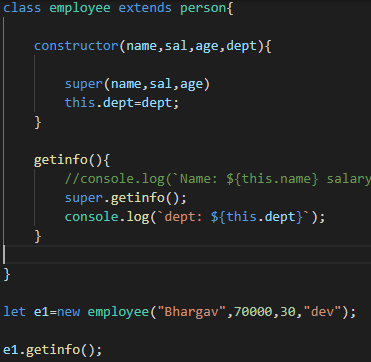 class employee extends person{
constructor(name,sal,age,dept){
super(name,sal,age)
this.dept=dept;
}
getinfo(){
//console.log(`Name: ${this.name} salary
super.getinfo();
console.log(`dept: ${this.dept}`);
}
}
let e1=new employee("Bhargav",70000,30,"dev");
e1.getinfo();